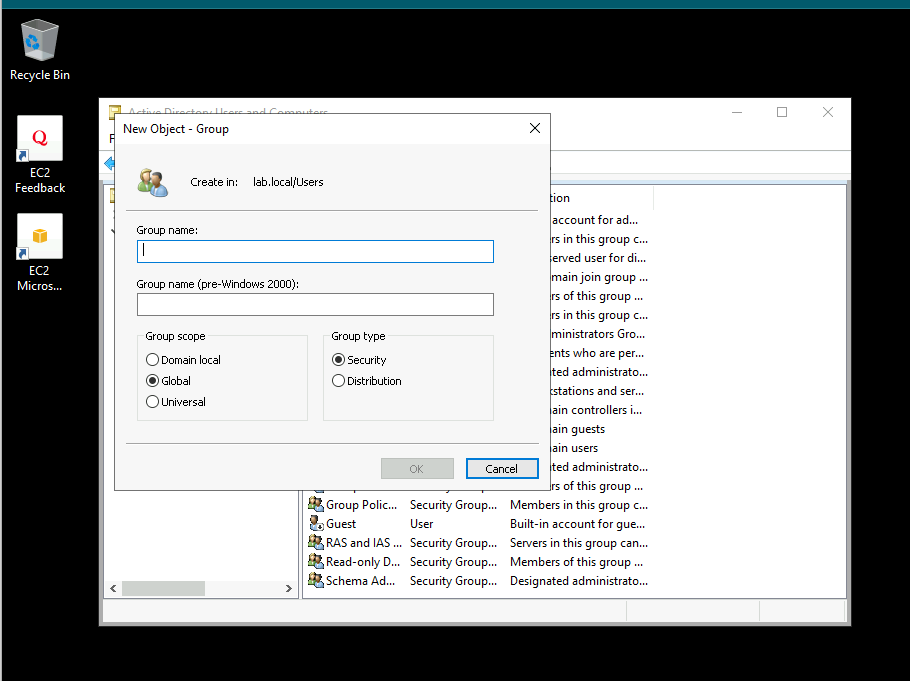 Recycle Bin
Q
EC2
Feedback
EC2
Micros...
Active Directory Users and Computers
New Object - Group
Create in: lab.local/Users
Group name:
Group name (pre-Windows 2000):
Group scope
Domain local
Global
Universal
Group type
Security
Distribution
OK
Cancel
tion
account for ad...
rs in this group c...
served user for di...
main join group ...
rs of this group ...
rs in this group c...
ministrators Gro...
ents who are per...
ated administrato...
kstations and ser...
ain controllers i...
ain guests
ain users
ated administrato...
rs of this group ...
Group Polic... Security Group... Members in this group c...
Guest User Built-in account for gue...
RAS and IAS ... Security Group... Servers in this group can...
Read-only D... Security Group... Members of this group ...
Schema Ad... Security Group... Designated administrato...